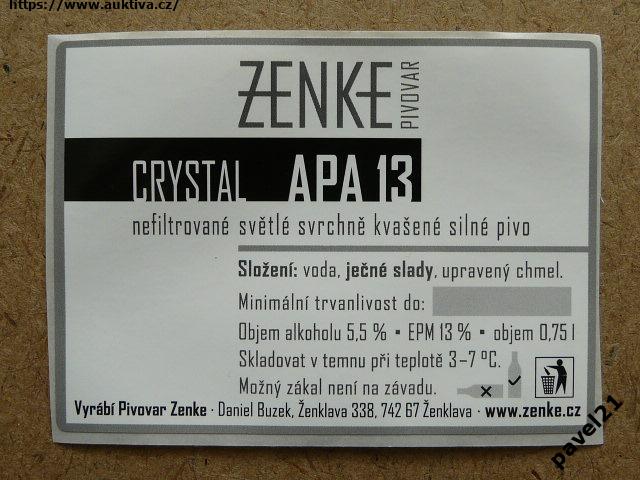 https://www.auktiva.cz/
ZENKE
PIVOVAR
CRYSTAL APA 13
nefiltrované světlé svrchně kvašené silné pivo
Složení: voda, ječné slady, upravený chmel.
Minimální trvanlivost do:
Objem alkoholu 5,5 % ▪ EPM 13 % ▪ objem 0,75 l
Skladovat v temnu při teplotě 3–7 ºC.
Možný zákal není na závadu.
Vyrábí Pivovar Zenke · Daniel Buzek, Ženklava 338, 742 67 Ženklava · www.zenke.cz
pavel21